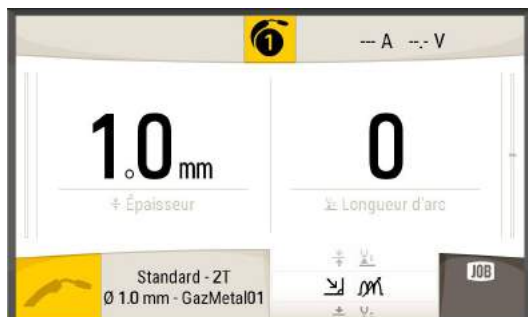 1
--- A --.- V
1.0 mm
0
Épaisseur
Longueur d'arc
Standard - 2T
Ø 1.0 mm - GazMetal01
JOB